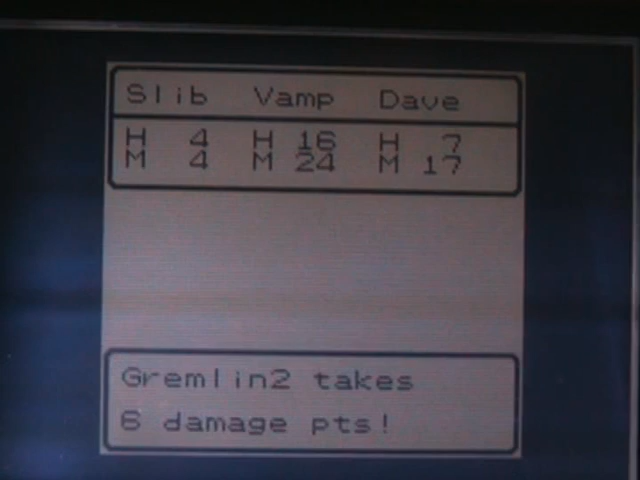 Slib Vamp Dave
H 4 H 16 H 7
M 4 M 24 M 17
Gremlin2 takes
6 damage pts!